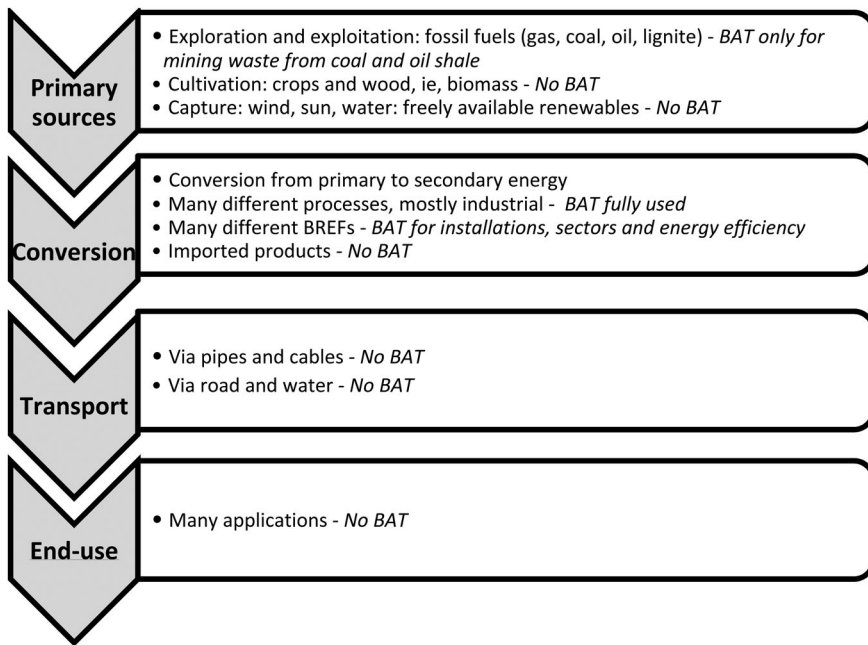 Primary
sources
• Exploration and exploitation: fossil fuels (gas, coal, oil, lignite) - BAT only for
mining waste from coal and oil shale
• Cultivation: crops and wood, ie, biomass - No BAT
• Capture: wind, sun, water: freely available renewables - No BAT
Conversion
• Conversion from primary to secondary energy
• Many different processes, mostly industrial - BAT fully used
• Many different BREFs - BAT for installations, sectors and energy efficiency
• Imported products - No BAT
Transport
• Via pipes and cables - No BAT
• Via road and water - No BAT
End-use
• Many applications - No BAT